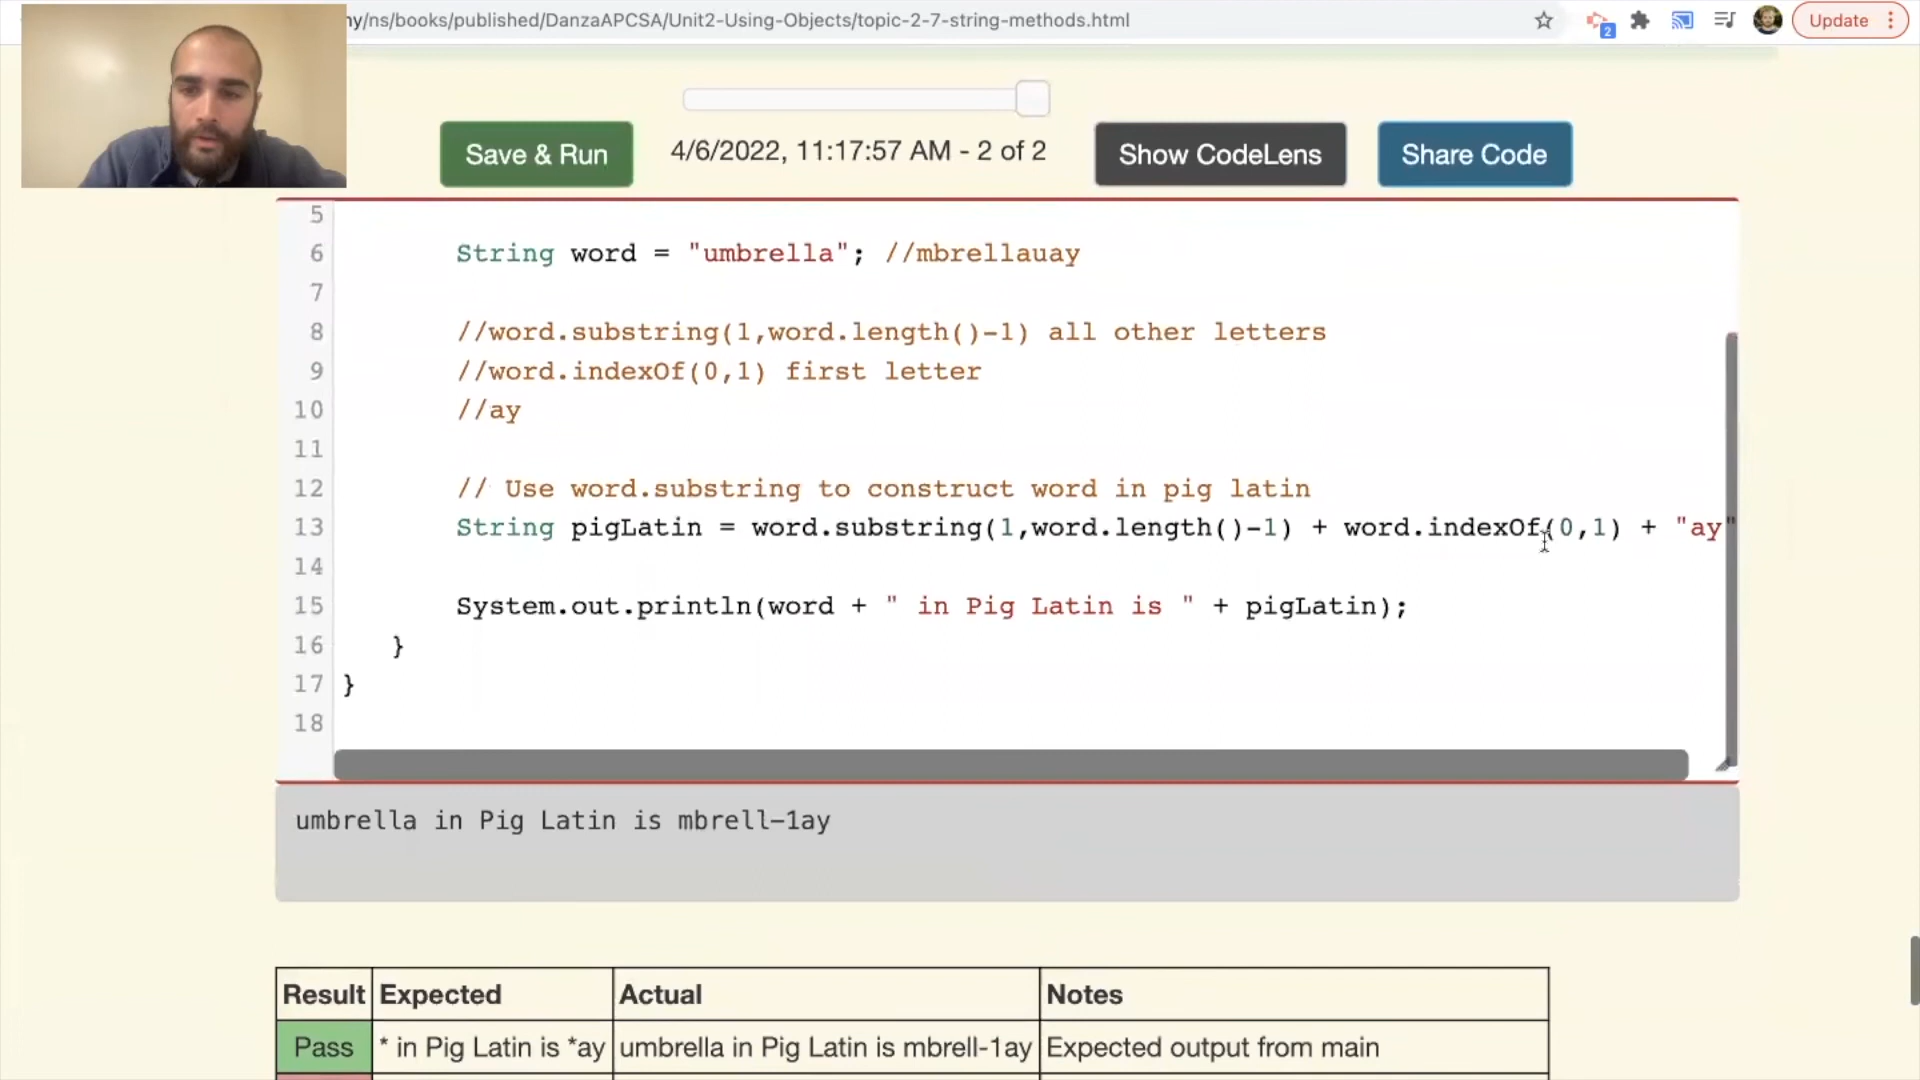 ny/ns/books/published/DanzaAPCSA/Unit2-Using-Objects/topic-2-7-string-methods.html
2
Update
Save & Run
4/6/2022, 11:17:57 AM - 2 of 2
Show CodeLens
Share Code
5
6 String word = "umbrella"; //mbrellauay
7
8 //word.substring(1,word.length()-1) all other letters
9 //word.indexOf(0,1) first letter
10 //ay
11
12 // Use word.substring to construct word in pig latin
13 String pigLatin = word.substring(1,word.length()-1) + word.indexOf(0,1) + "ay"
14
15 System.out.println(word + " in Pig Latin is " + pigLatin);
16 }
17 }
18
umbrella in Pig Latin is mbrell-1ay
Result Expected Actual Notes
Pass * in Pig Latin is *ay umbrella in Pig Latin is mbrell-1ay Expected output from main